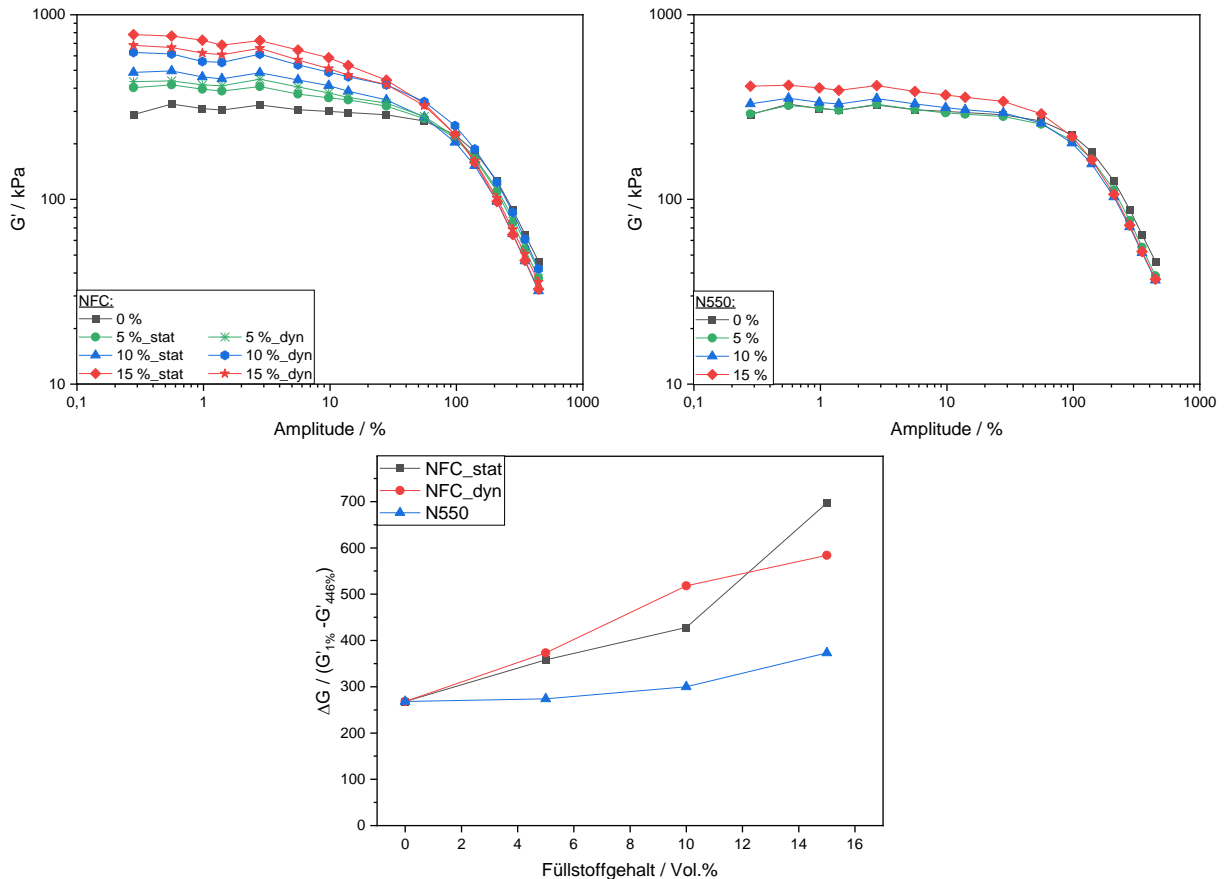 1000
100
10
G' / kPa
NFC:
0 %
5 %_stat 5 %_dyn
10 %_stat 10 %_dyn
15 %_stat 15 %_dyn
0,1 1 10 100 1000
Amplitude / %
1000
100
10
G' / kPa
N550:
0 %
5 %
10 %
15 %
0,1 1 10 100 1000
Amplitude / %
NFC_stat
NFC_dyn
N550
700
600
500
400
300
200
100
0
ΔG / (G'1% -G'446%)
0 2 4 6 8 10 12 14 16
Füllstoffgehalt / Vol.%